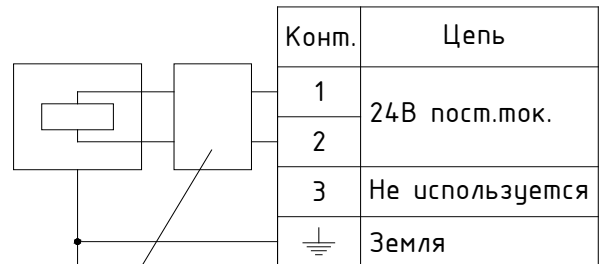 Конт. Цепь
1
24В пост.ток.
2
3 Не используется
Земля